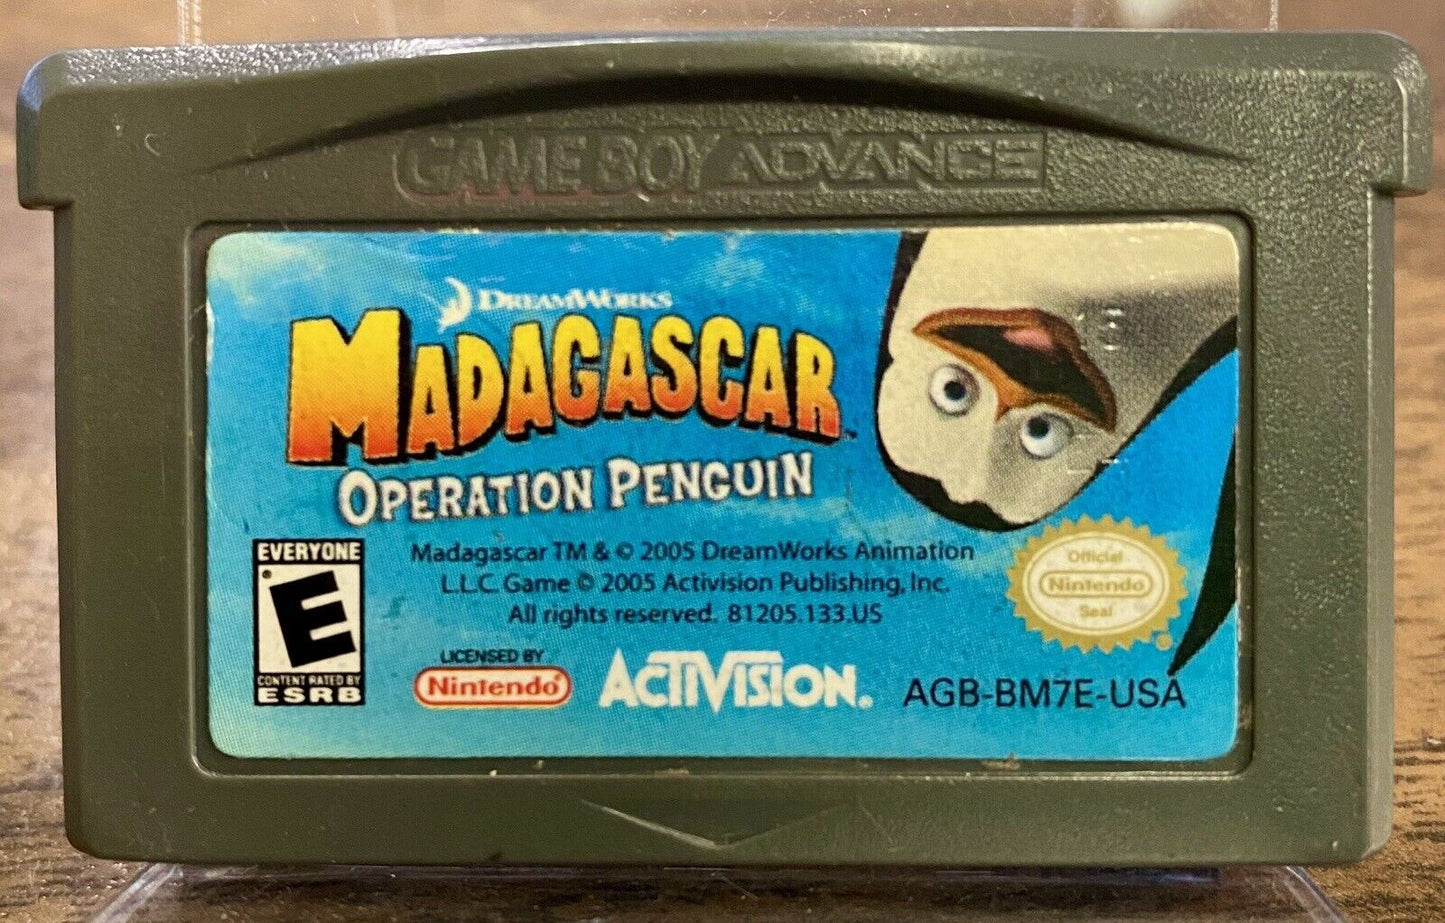 GAME BOY ADVANCE
DREAMWORKS
MADAGASCAR™
OPERATION PENGUIN
EVERYONE
E
CONTENT RATED BY
ESRB
Madagascar TM & © 2005 DreamWorks Animation
L.L.C. Game © 2005 Activision Publishing, Inc.
All rights reserved. 81205.133.US
LICENSED BY
Nintendo®
ACTIVISION®
AGB-BM7E-USA
Official
Nintendo
Seal